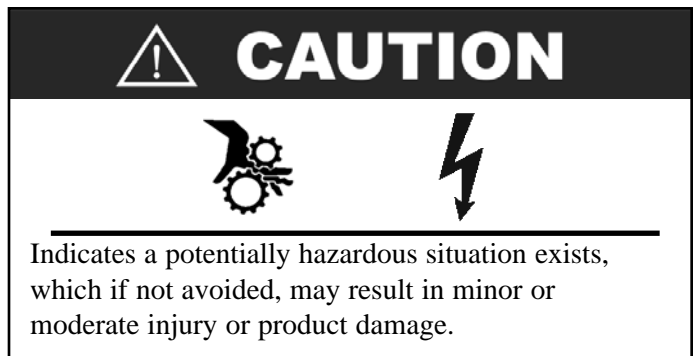 CAUTION
Indicates a potentially hazardous situation exists,
which if not avoided, may result in minor or
moderate injury or product damage.